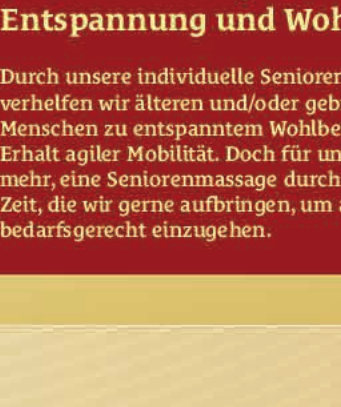 Entspannung und Woh
Durch unsere individuelle Senioren
verhelfen wir älteren und/oder geb
Menschen zu entspanntem Wohlbe
Erhalt agiler Mobilität. Doch für un
mehr, eine Seniorenmassage durch
Zeit, die wir gerne aufbringen, um a
bedarfsgerecht einzugehen.